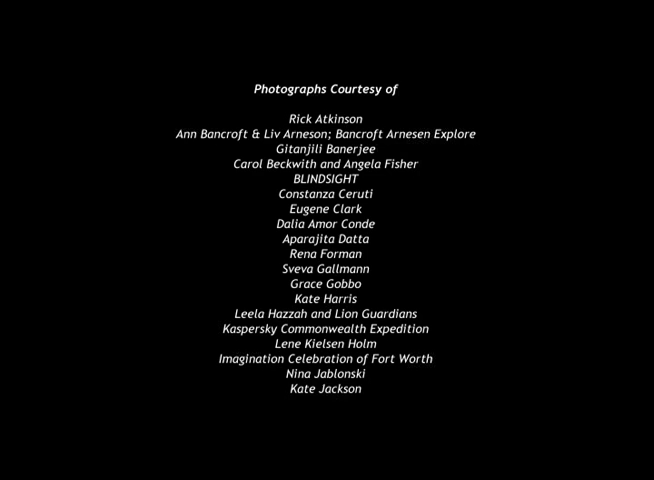 Photographs Courtesy of
Rick Atkinson
Ann Bancroft & Liv Arneson; Bancroft Arnesen Explore
Gitanjili Banerjee
Carol Beckwith and Angela Fisher
BLINDSIGHT
Constanza Ceruti
Eugene Clark
Dalia Amor Conde
Aparajita Datta
Rena Forman
Sveva Gallmann
Grace Gobbo
Kate Harris
Leela Hazzah and Lion Guardians
Kaspersky Commonwealth Expedition
Lene Kielsen Holm
Imagination Celebration of Fort Worth
Nina Jablonski
Kate Jackson